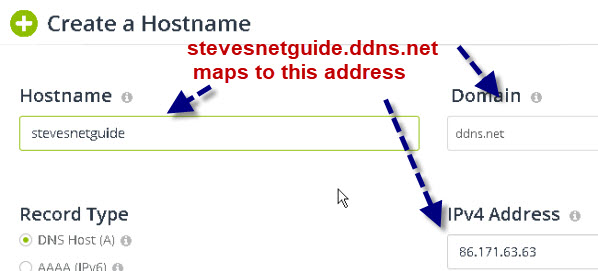 Create a Hostname
stevesnetguide.ddns.net
maps to this address
Hostname
Domain
stevesnetguide
ddns.net
Record Type
IPv4 Address
DNS Host (A)
86.171.63.63
AAAA (IPv6)